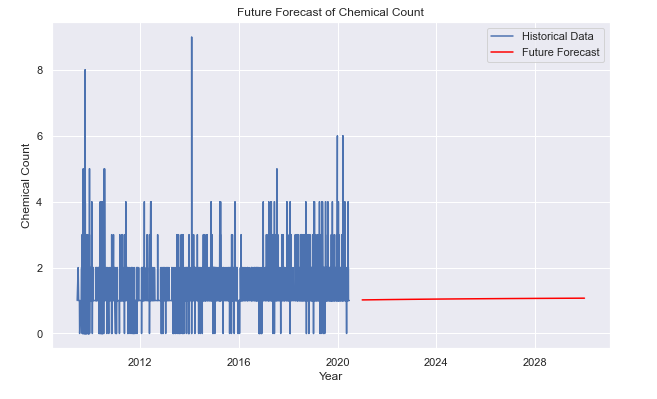 Future Forecast of Chemical Count
Historical Data
Future Forecast
Chemical Count
8
6
4
2
0
2012 2016 2020 2024 2028
Year